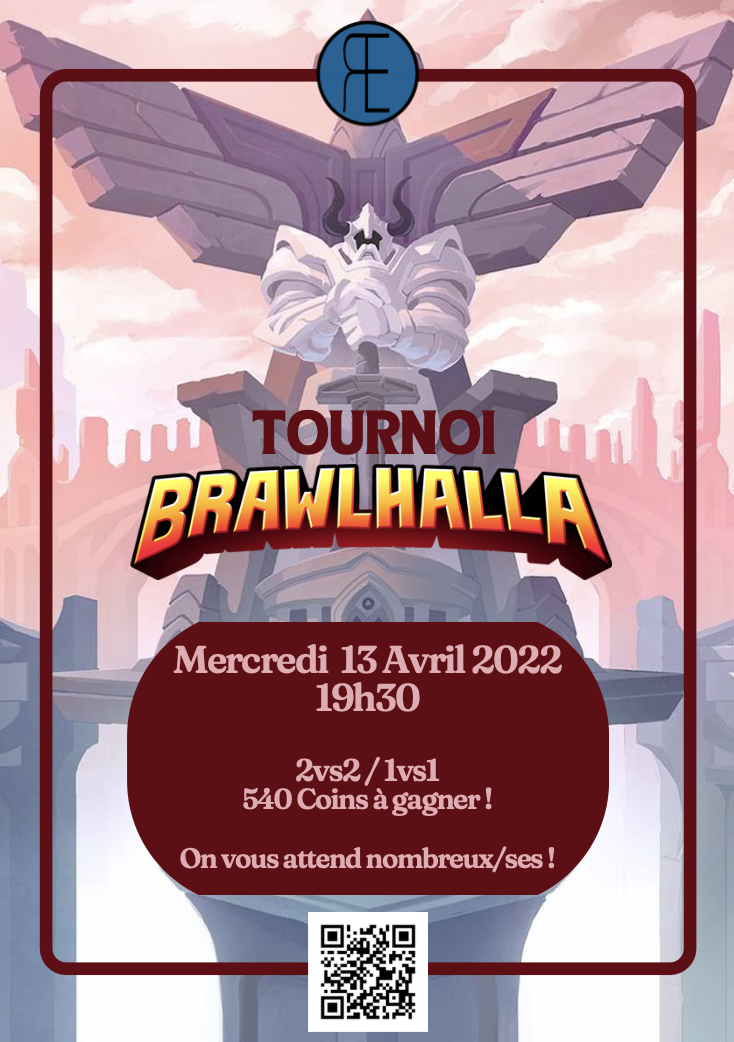 TOURNOI
BRAWLHALLA
Mercredi 13 Avril 2022
19h30
2vs2 / 1vs1
540 Coins à gagner !
On vous attend nombreux/ses !